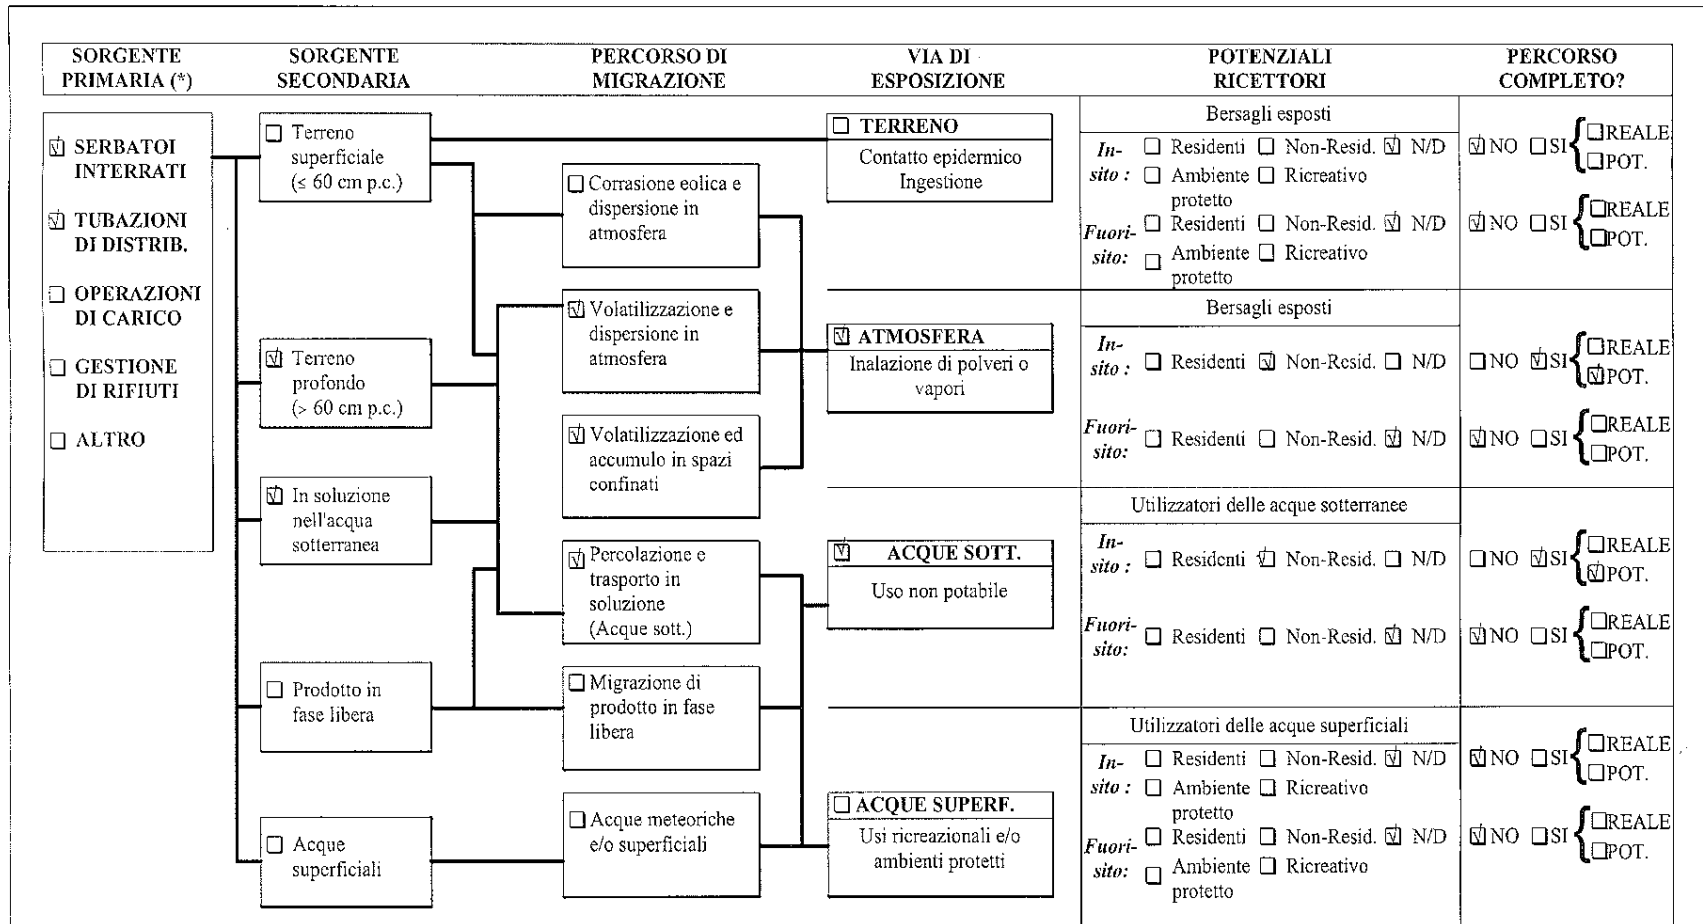 SORGENTE
PRIMARIA (*)
SORGENTE
SECONDARIA
PERCORSO DI
MIGRAZIONE
VIA DI
ESPOSIZIONE
POTENZIALI
RICETTORI
PERCORSO
COMPLETO?
SERBATOI
INTERRATI
TUBAZIONI
DI DISTRIB.
OPERAZIONI
DI CARICO
GESTIONE
DI RIFIUTI
ALTRO
Terreno
superficiale
(≤ 60 cm p.c.)
Terreno
profondo
(> 60 cm p.c.)
In soluzione
nell'acqua
sotterranea
Prodotto in
fase libera
Acque
superficiali
Corrasione eolica e
dispersione in
atmosfera
Volatilizzazione e
dispersione in
atmosfera
Volatilizzazione ed
accumulo in spazi
confinati
Percolazione e
trasporto in
soluzione
(Acque sott.)
Migrazione di
prodotto in fase
libera
Acque meteoriche
e/o superficiali
TERRENO
Contatto epidermico
Ingestione
ATMOSFERA
Inalazione di polveri o
vapori
ACQUE SOTT.
Uso non potabile
ACQUE SUPERF.
Usi ricreazionali e/o
ambienti protetti
Bersagli esposti
In-
sito :
Residenti Non-Resid. N/D
Ambiente Ricreativo
protetto
NO SI
REALE
POT.
Fuori-
sito:
Residenti Non-Resid. N/D
Ambiente Ricreativo
protetto
NO SI
REALE
POT.
Bersagli esposti
In-
sito :
Residenti Non-Resid. N/D
NO SI
REALE
POT.
Fuori-
sito:
Residenti Non-Resid. N/D
NO SI
REALE
POT.
Utilizzatori delle acque sotterranee
In-
sito :
Residenti Non-Resid. N/D
NO SI
REALE
POT.
Fuori-
sito:
Residenti Non-Resid. N/D
NO SI
REALE
POT.
Utilizzatori delle acque superficiali
In-
sito :
Residenti Non-Resid. N/D
Ambiente Ricreativo
protetto
NO SI
REALE
POT.
Fuori-
sito:
Residenti Non-Resid. N/D
Ambiente Ricreativo
protetto
NO SI
REALE
POT.